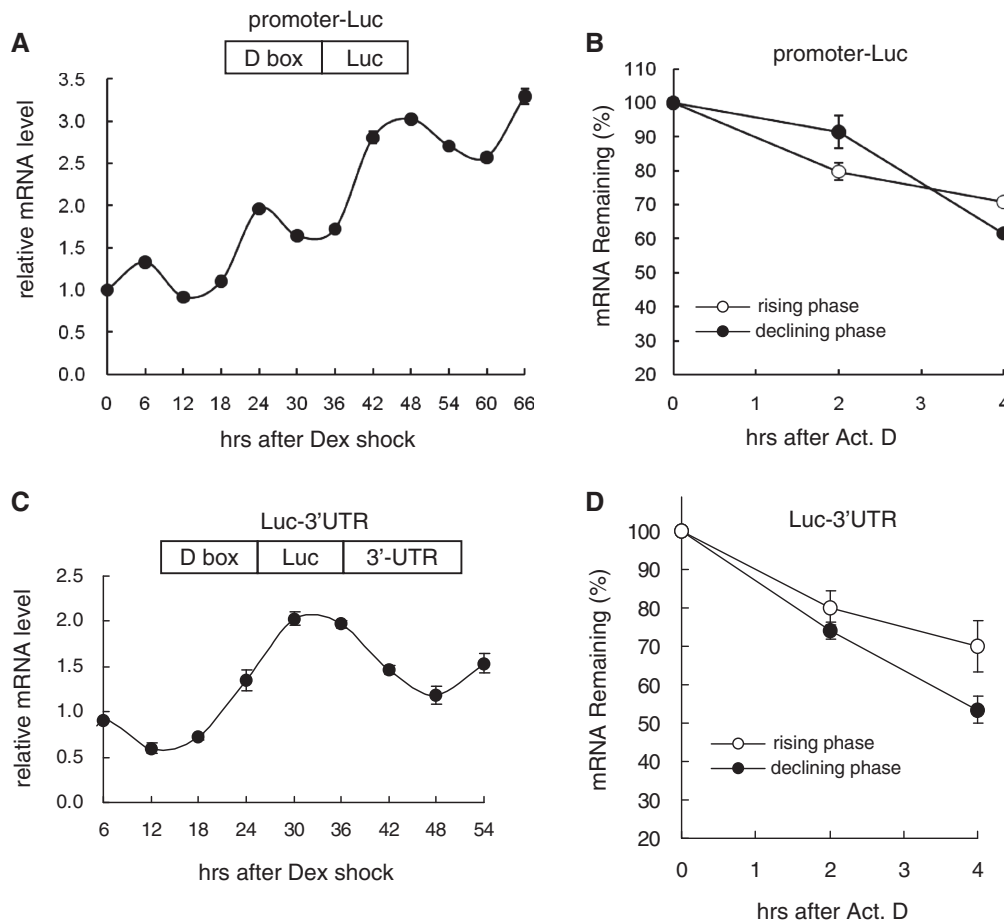 A
promoter-Luc
D box Luc
relative mRNA level
3.5
3.0
2.5
2.0
1.5
1.0
0.5
0.0
0 6 12 18 24 30 36 42 48 54 60 66
hrs after Dex shock
B
promoter-Luc
mRNA Remaining (%)
110
100
90
80
70
60
50
40
30
20
rising phase
declining phase
0 1 2 3 4
hrs after Act. D
C
Luc-3'UTR
D box Luc 3'-UTR
relative mRNA level
2.5
2.0
1.5
1.0
0.5
0.0
6 12 18 24 30 36 42 48 54
hrs after Dex shock
D
Luc-3'UTR
mRNA Remaining (%)
100
90
80
70
60
50
40
30
20
rising phase
declining phase
0 1 2 3 4
hrs after Act. D